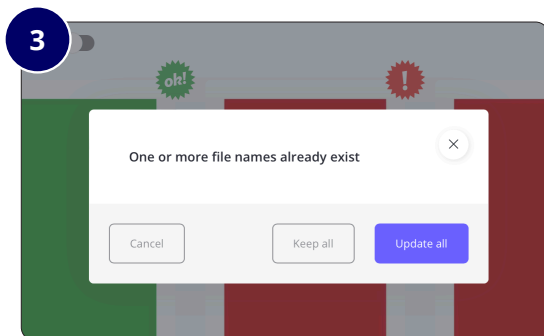 3
oh!
!
One or more file names already exist
Cancel
Keep all
Update all